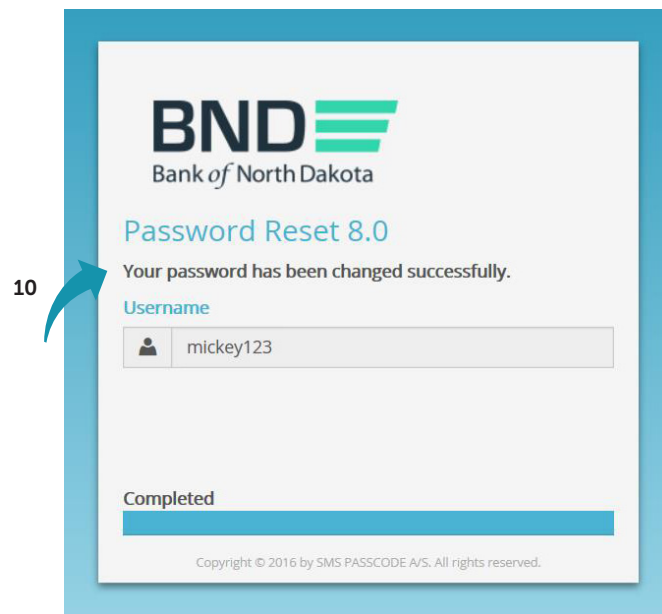 BND
Bank of North Dakota
Password Reset 8.0
Your password has been changed successfully.
10
Username
mickey123
Completed
Copyright © 2016 by SMS PASSCODE A/S. All rights reserved.